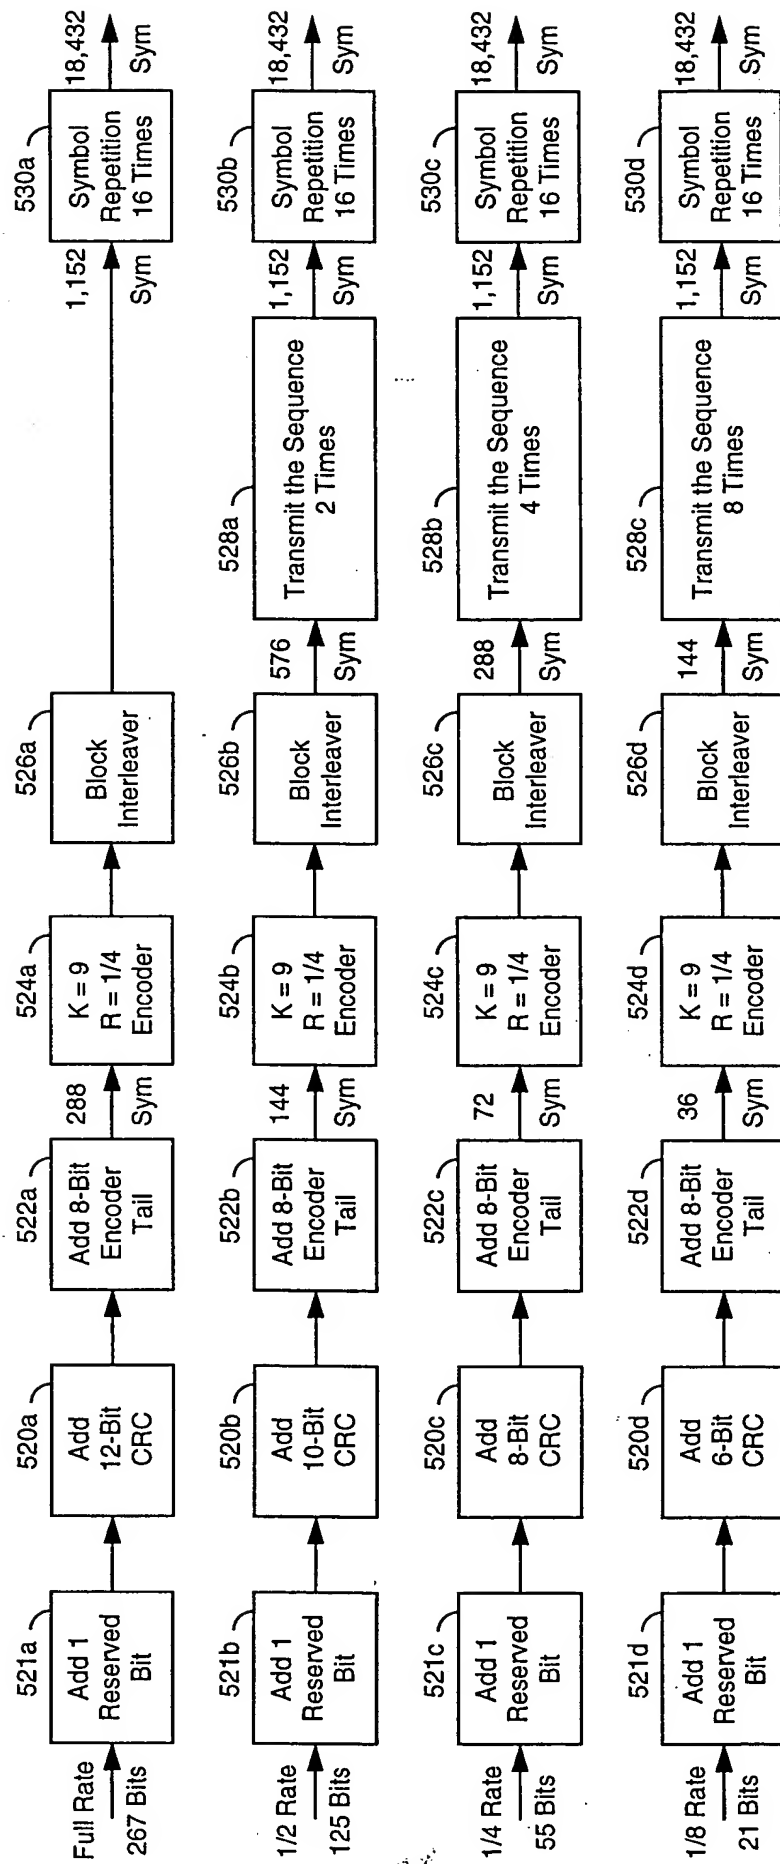 Full Rate
267 Bits
521a
Add 1
Reserved
Bit
520a
Add
12-Bit
CRC
522a
Add 8-Bit
Encoder
Tail
288
Sym
524a
K = 9
R = 1/4
Encoder
526a
Block
Interleaver
1,152
Sym
530a
Symbol
Repetition
16 Times
18,432
Sym
1/2 Rate
125 Bits
521b
Add 1
Reserved
Bit
520b
Add
10-Bit
CRC
522b
Add 8-Bit
Encoder
Tail
144
Sym
524b
K = 9
R = 1/4
Encoder
526b
Block
Interleaver
576
Sym
528a
Transmit the Sequence
2 Times
1,152
Sym
530b
Symbol
Repetition
16 Times
18,432
Sym
1/4 Rate
55 Bits
521c
Add 1
Reserved
Bit
520c
Add
8-Bit
CRC
522c
Add 8-Bit
Encoder
Tail
72
Sym
524c
K = 9
R = 1/4
Encoder
526c
Block
Interleaver
288
Sym
528b
Transmit the Sequence
4 Times
1,152
Sym
530c
Symbol
Repetition
16 Times
18,432
Sym
1/8 Rate
21 Bits
521d
Add 1
Reserved
Bit
520d
Add
6-Bit
CRC
522d
Add 8-Bit
Encoder
Tail
36
Sym
524d
K = 9
R = 1/4
Encoder
526d
Block
Interleaver
144
Sym
528c
Transmit the Sequence
8 Times
1,152
Sym
530d
Symbol
Repetition
16 Times
18,432
Sym